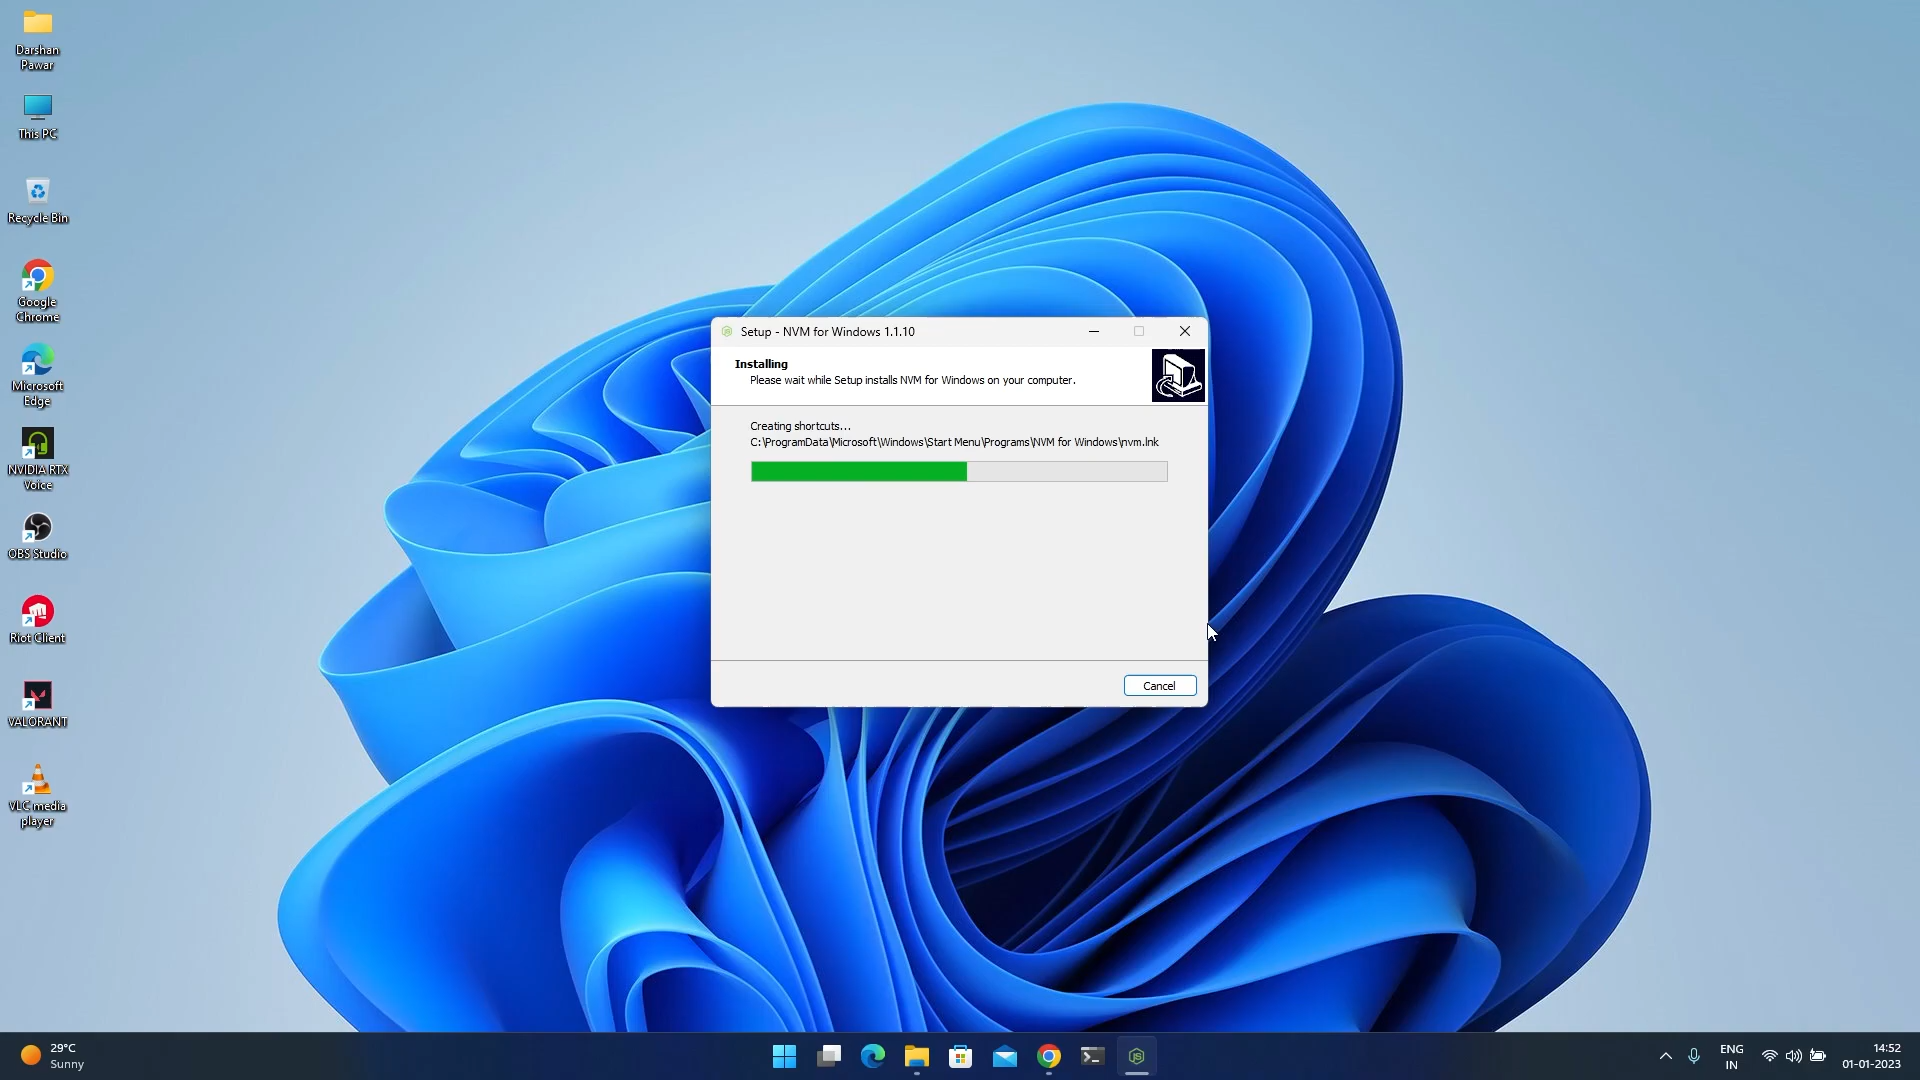 Darshan
Pawar
This PC
Recycle Bin
Google
Chrome
Microsoft
Edge
NVIDIA RTX
Voice
OBS Studio
Riot Client
VALORANT
VLC media
player
Setup - NVM for Windows 1.1.10
Installing
Please wait while Setup installs NVM for Windows on your computer.
Creating shortcuts...
C:\ProgramData\Microsoft\Windows\Start Menu\Programs\NVM for Windows\nvm.lnk
Cancel
29°C
Sunny
ENG
IN
14:52
01-01-2023